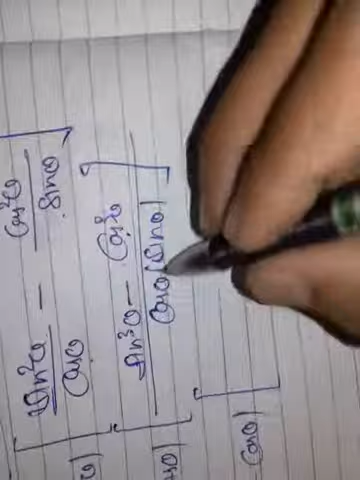 [ sin²θ/cosθ − cos²θ/sinθ ]
[ sin³θ − cos³θ / cosθ(sinθ) ]
cosθ) [